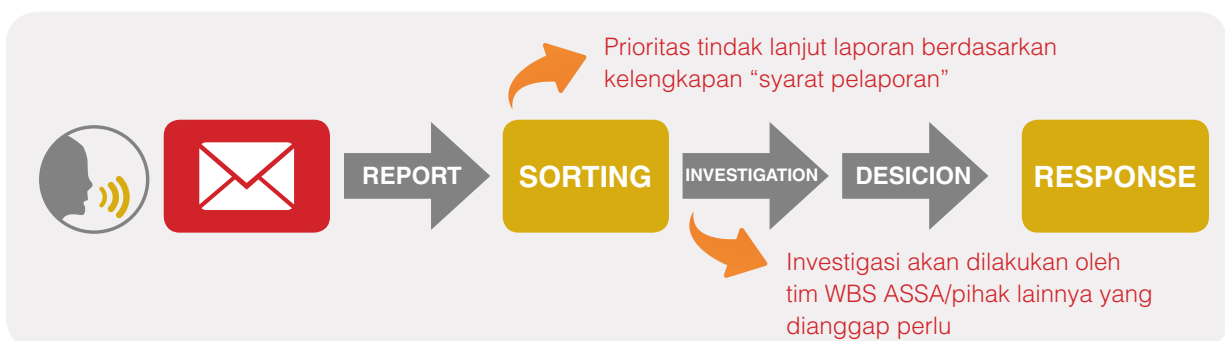 Prioritas tindak lanjut laporan berdasarkan
kelengkapan “syarat pelaporan”
REPORT
SORTING
INVESTIGATION
DESICION
RESPONSE
Investigasi akan dilakukan oleh
tim WBS ASSA/pihak lainnya yang
dianggap perlu